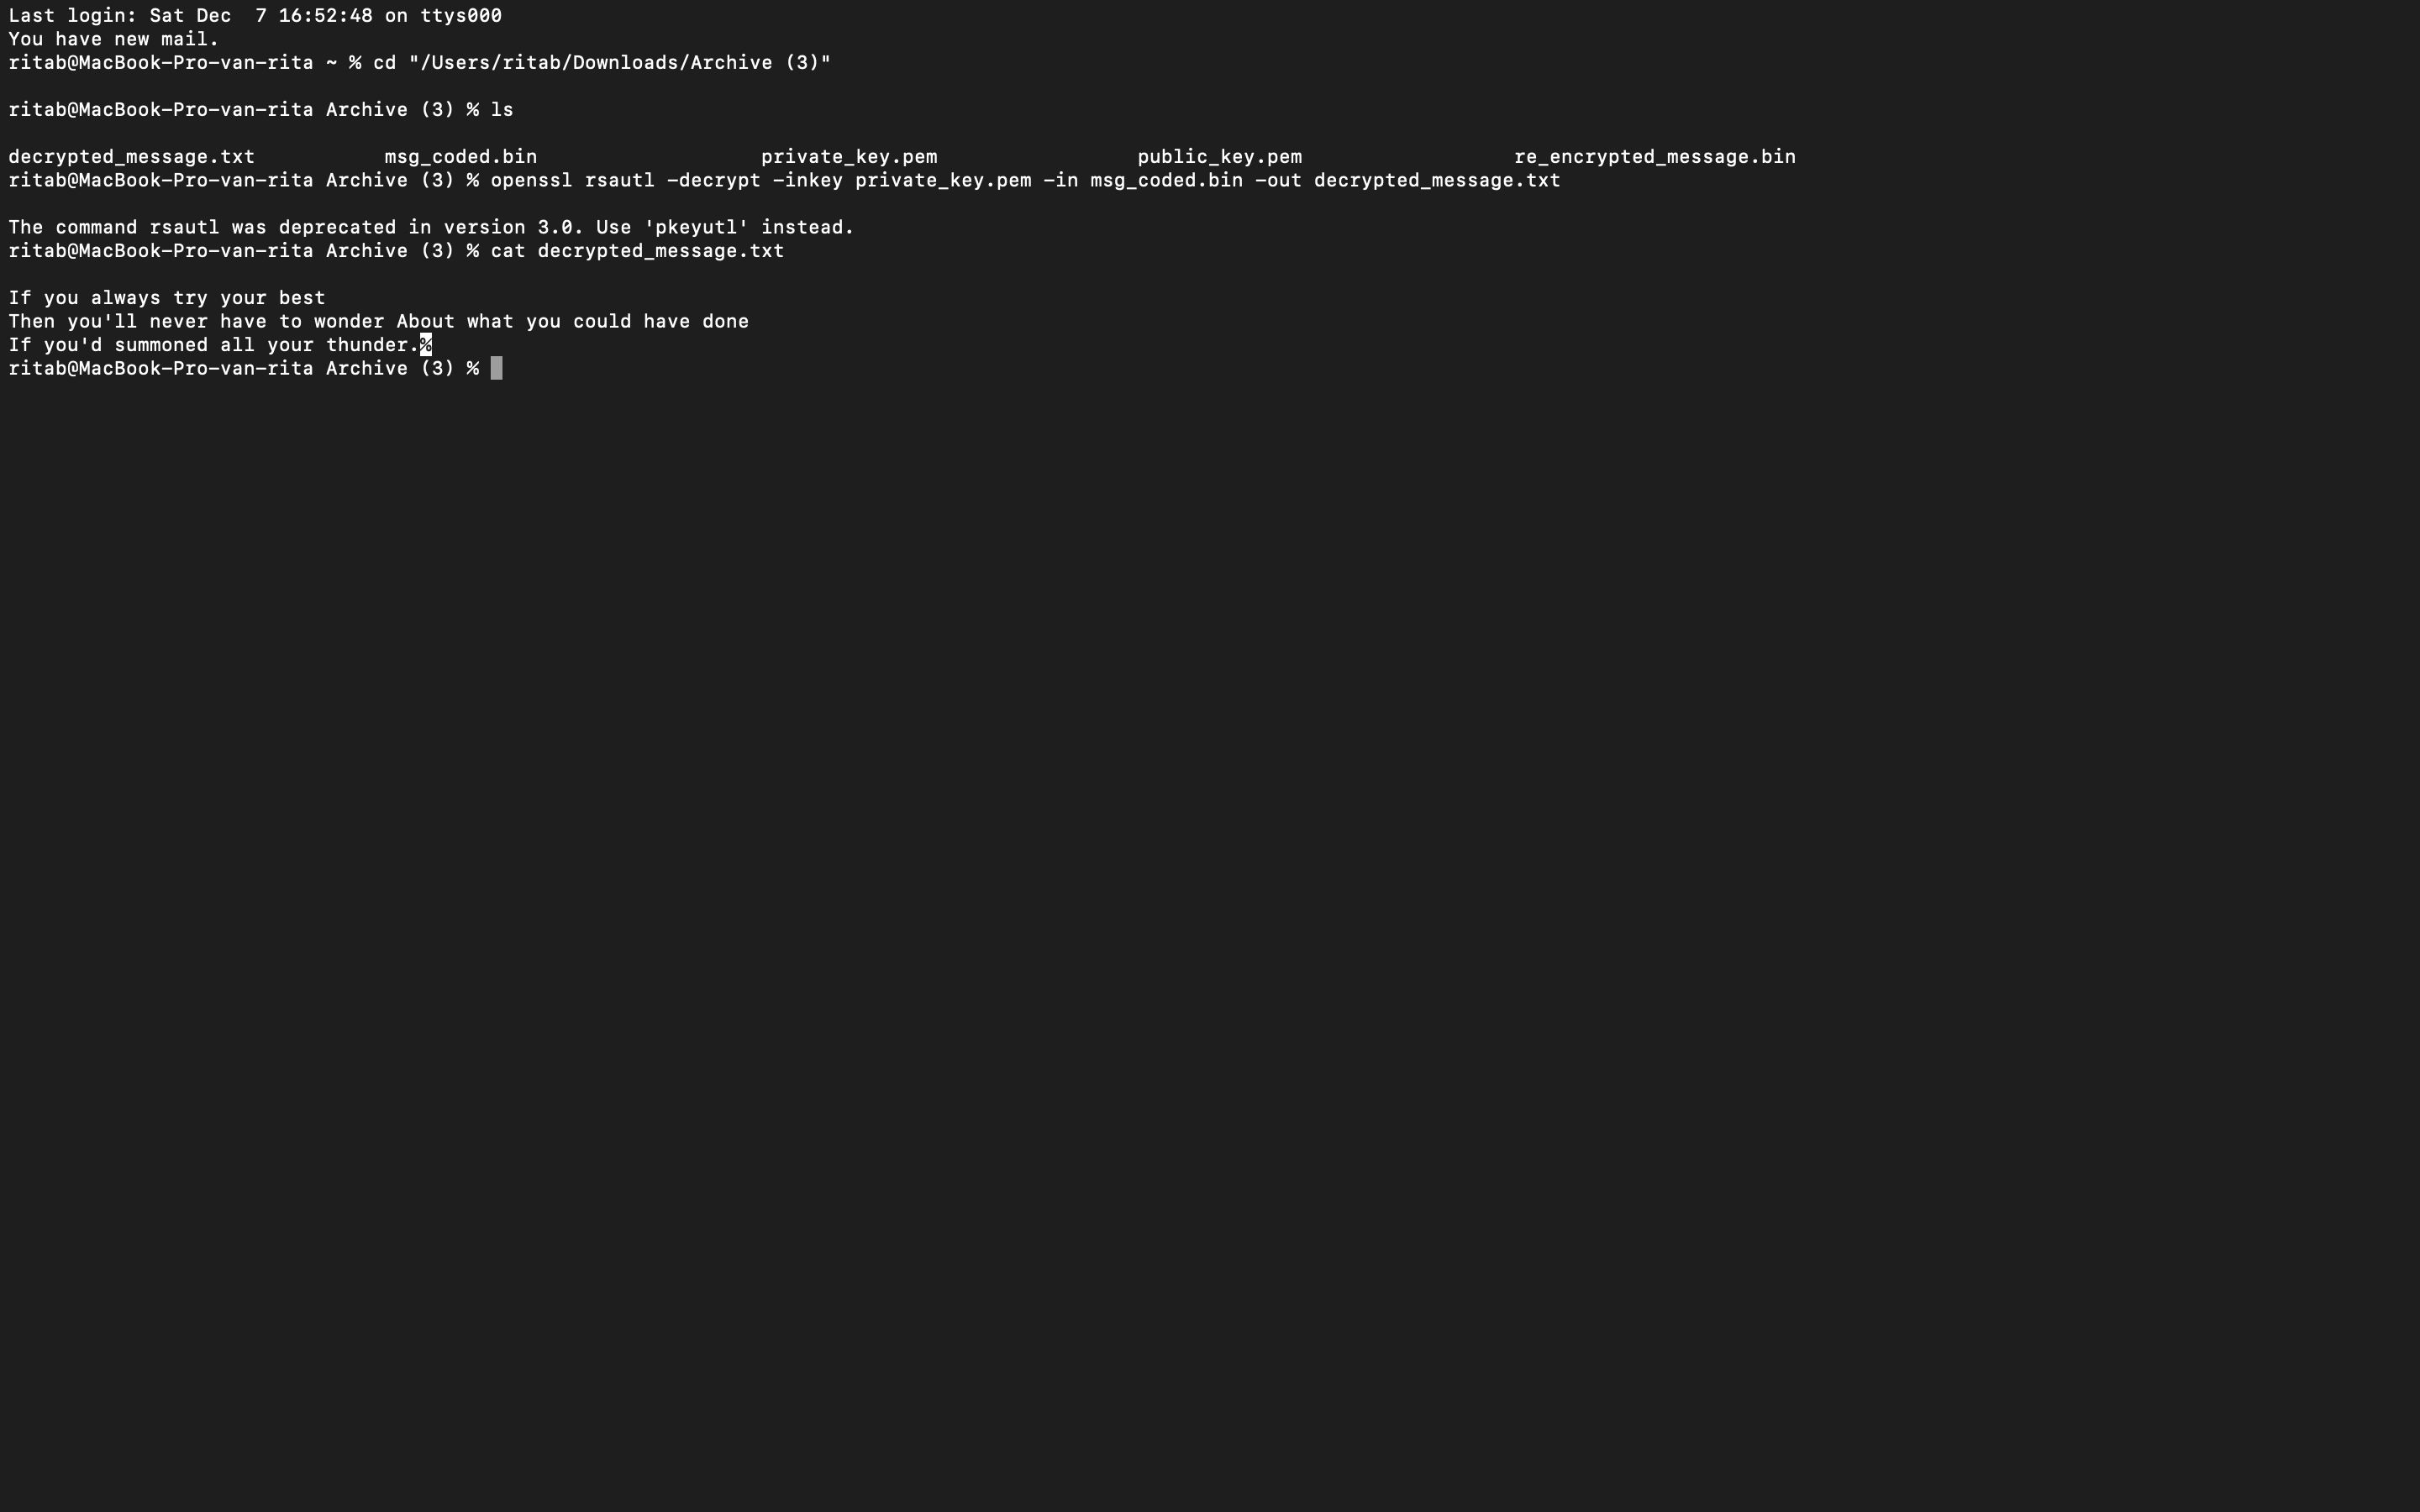 Last login: Sat Dec  7 16:52:48 on ttys000
You have new mail.
ritab@MacBook-Pro-van-rita ~ % cd "/Users/ritab/Downloads/Archive (3)"
ritab@MacBook-Pro-van-rita Archive (3) % ls
decrypted_message.txt           msg_coded.bin                   private_key.pem                 public_key.pem                  re_encrypted_message.bin
ritab@MacBook-Pro-van-rita Archive (3) % openssl rsautl -decrypt -inkey private_key.pem -in msg_coded.bin -out decrypted_message.txt
The command rsautl was deprecated in version 3.0. Use 'pkeyutl' instead.
ritab@MacBook-Pro-van-rita Archive (3) % cat decrypted_message.txt
If you always try your best
Then you'll never have to wonder About what you could have done
If you'd summoned all your thunder.%
ritab@MacBook-Pro-van-rita Archive (3) %